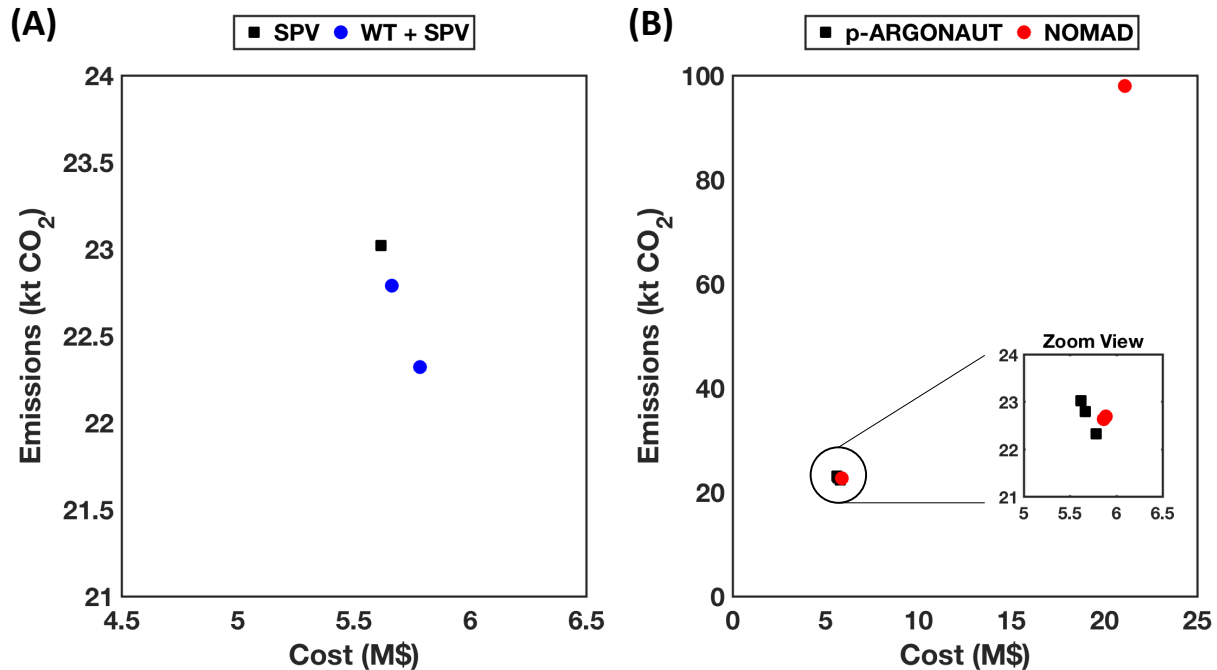 (A)
SPV WT + SPV
24
23.5
23
22.5
22
21.5
21
4.5 5 5.5 6 6.5
Emissions (kt CO2)
Cost (M$)
(B)
p-ARGONAUT NOMAD
100
80
60
40
20
0
0 5 10 15 20 25
Emissions (kt CO2)
Cost (M$)
Zoom View
24
23
22
21
5 5.5 6 6.5